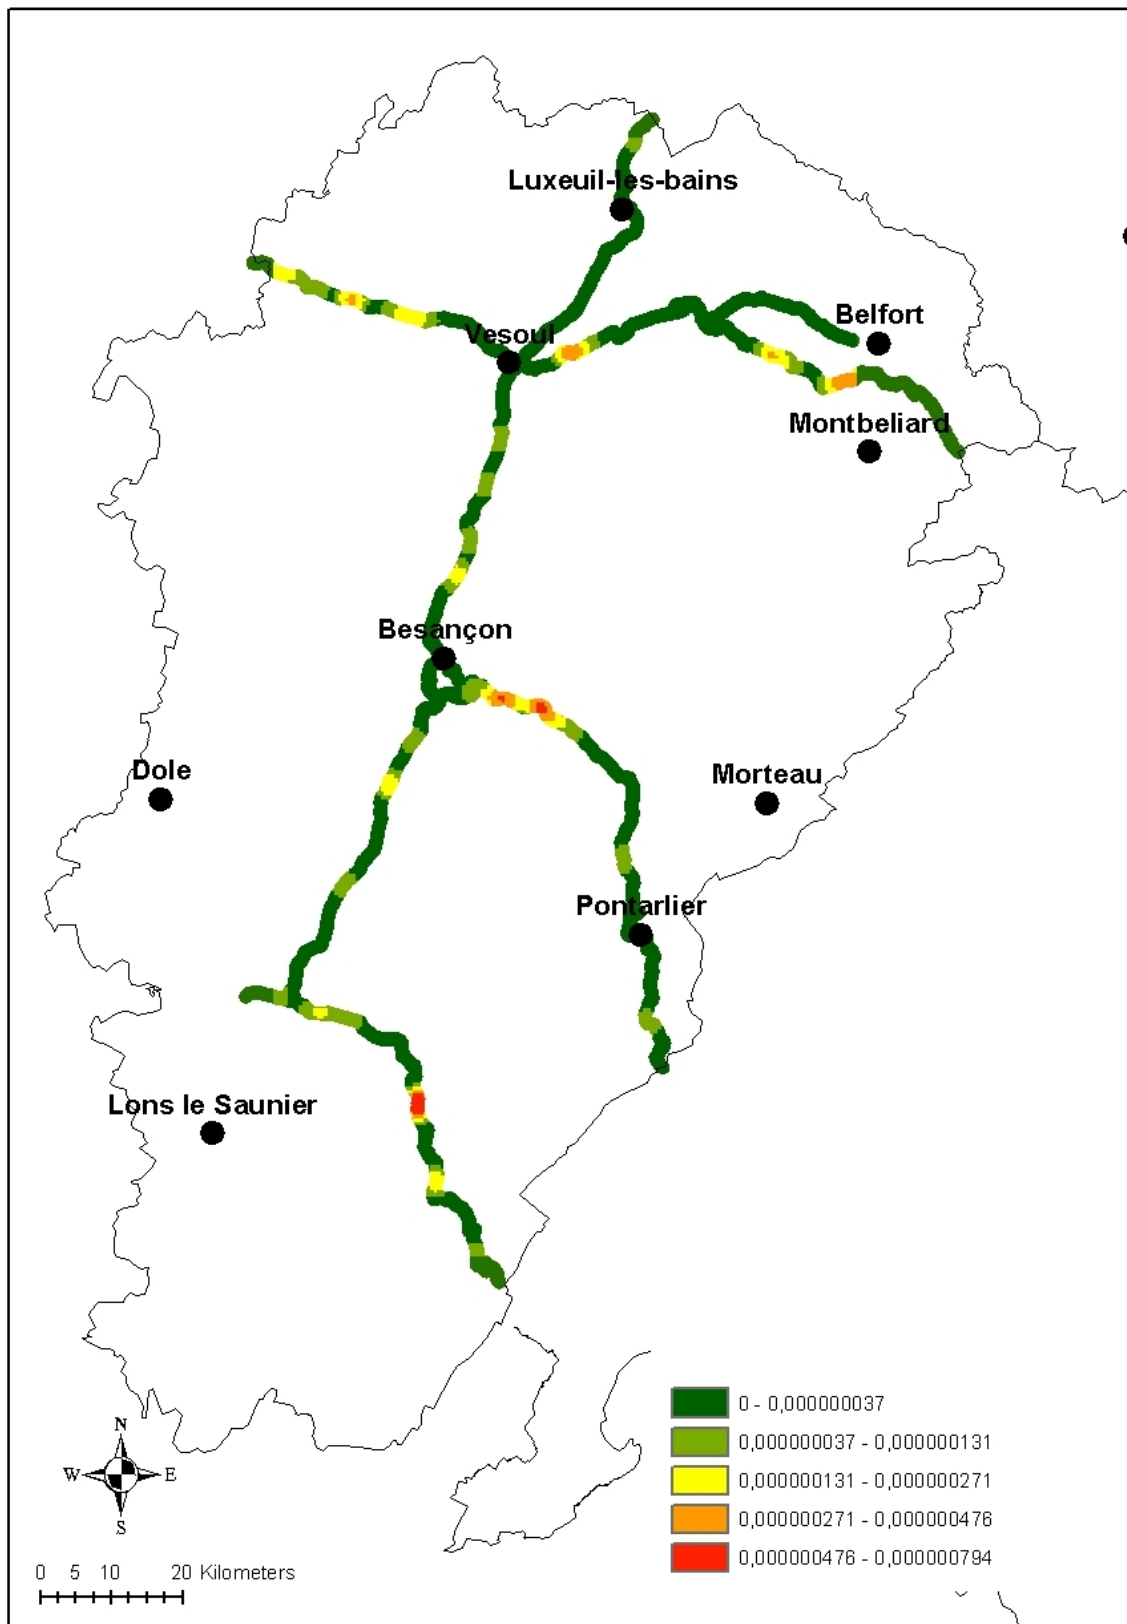 Luxeuil-les-bains
Belfort
Vesoul
Montbeliard
Besançon
Dole
Morteau
Pontarlier
Lons le Saunier
0 - 0,000000037
0,000000037 - 0,000000131
0,000000131 - 0,000000271
0,000000271 - 0,000000476
0,000000476 - 0,000000794
N
W E
S
0 5 10 20 Kilometers